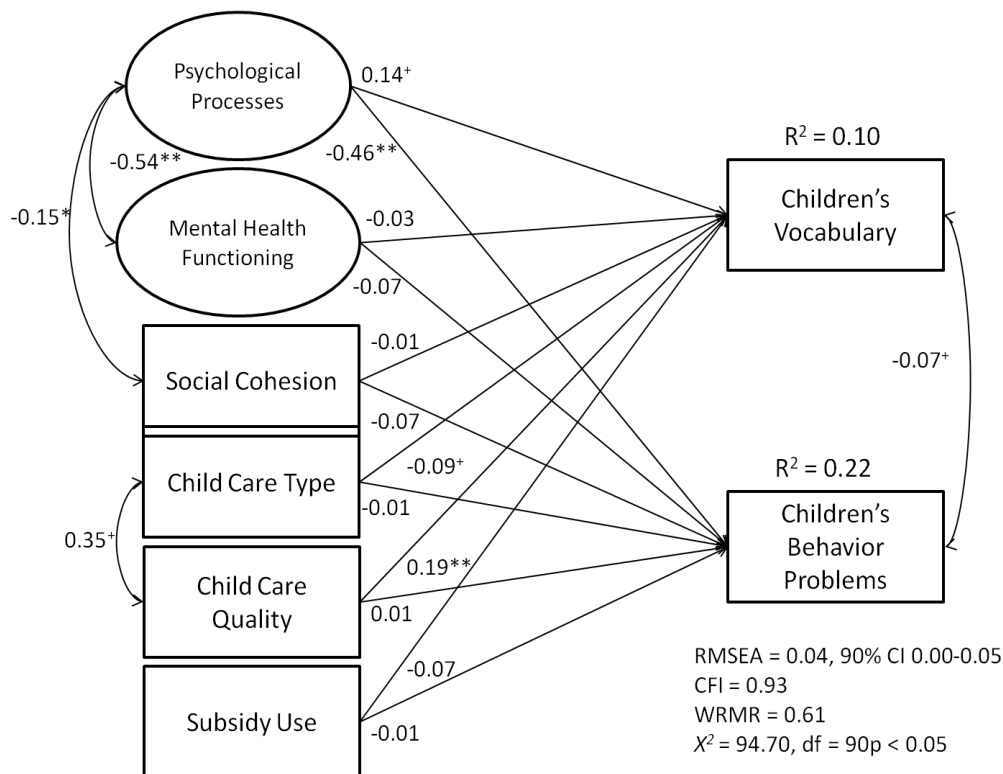 Psychological
Processes
0.14⁺
-0.46**
-0.54**
-0.15*
Mental Health
Functioning
-0.03
-0.07
Social Cohesion
-0.01
-0.07
Child Care Type
-0.09⁺
-0.01
0.35⁺
Child Care
Quality
0.19**
0.01
Subsidy Use
-0.07
-0.01
R² = 0.10
Children's
Vocabulary
-0.07⁺
R² = 0.22
Children's
Behavior
Problems
RMSEA = 0.04, 90% CI 0.00-0.05
CFI = 0.93
WRMR = 0.61
X² = 94.70, df = 90p < 0.05